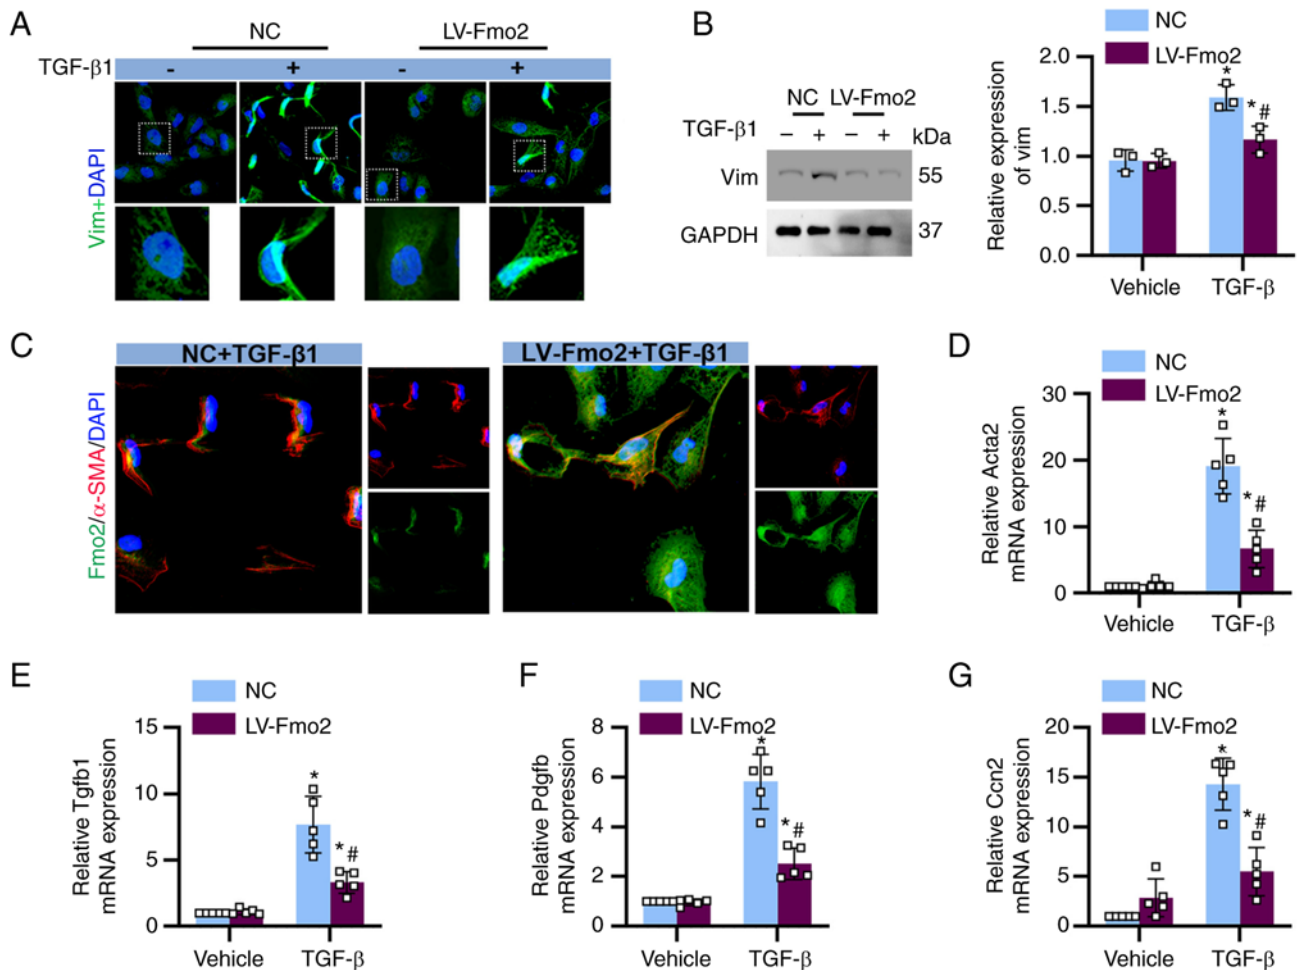 A
NC
LV-Fmo2
TGF-β1
- + - +
Vim+DAPI
B
NC LV-Fmo2
TGF-β1 − + − + kDa
Vim 55
GAPDH 37
NC
LV-Fmo2
Relative expression
of vim
2.0
1.5
1.0
0.5
0.0
*
* #
Vehicle TGF-β
C
NC+TGF-β1
LV-Fmo2+TGF-β1
Fmo2/α-SMA/DAPI
D
NC
LV-Fmo2
Relative Acta2
mRNA expression
30
20
10
0
*
* #
Vehicle TGF-β
E
NC
LV-Fmo2
Relative Tgfb1
mRNA expression
15
10
5
0
*
* #
Vehicle TGF-β
F
NC
LV-Fmo2
Relative Pdgfb
mRNA expression
8
6
4
2
0
*
* #
Vehicle TGF-β
G
NC
LV-Fmo2
Relative Ccn2
mRNA expression
20
15
10
5
0
*
* #
Vehicle TGF-β